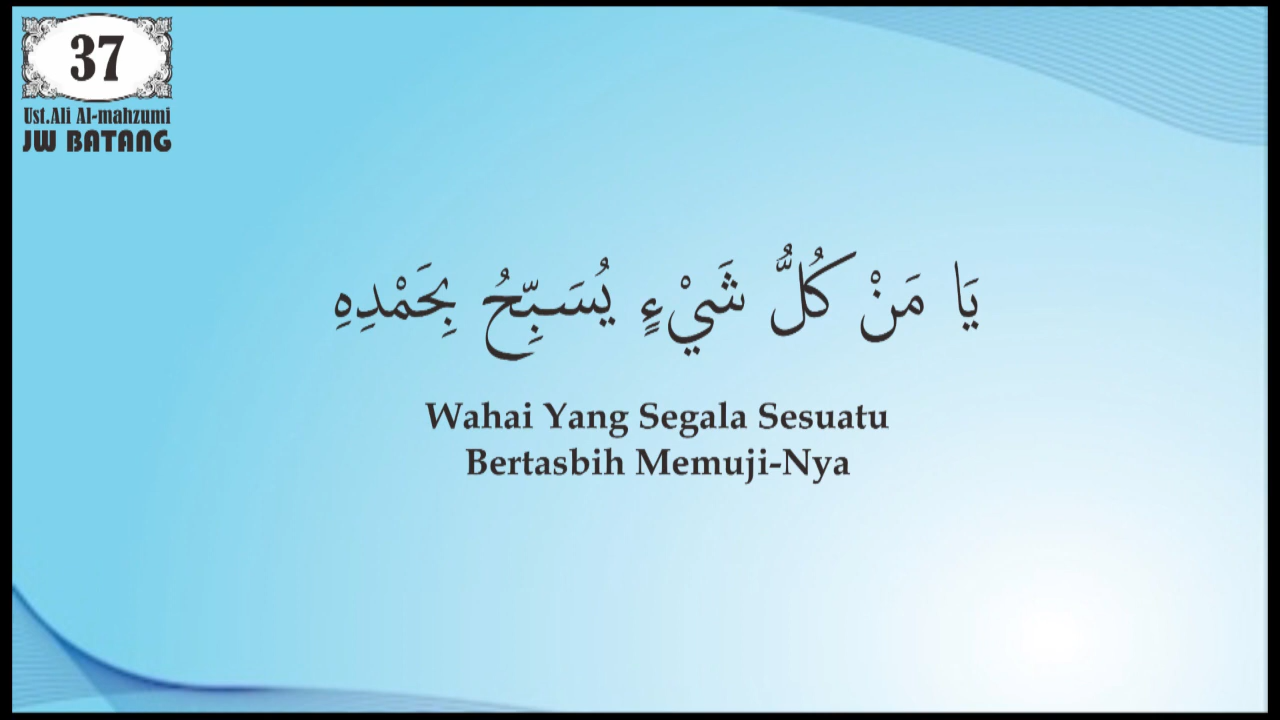 37
Ust.Ali Al-mahzumi
JW BATANG
يَا مَنْ كُلُّ شَيْءٍ يُسَبِّحُ بِحَمْدِهِ
Wahai Yang Segala Sesuatu
Bertasbih Memuji-Nya